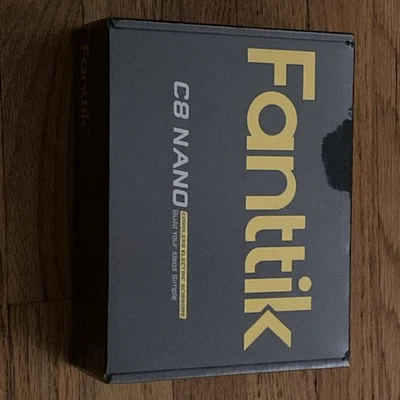 Fanttik
Fanttik
C8 NANO
CORDLESS ELECTRIC SCISSORS
Build Your Ideas Simple